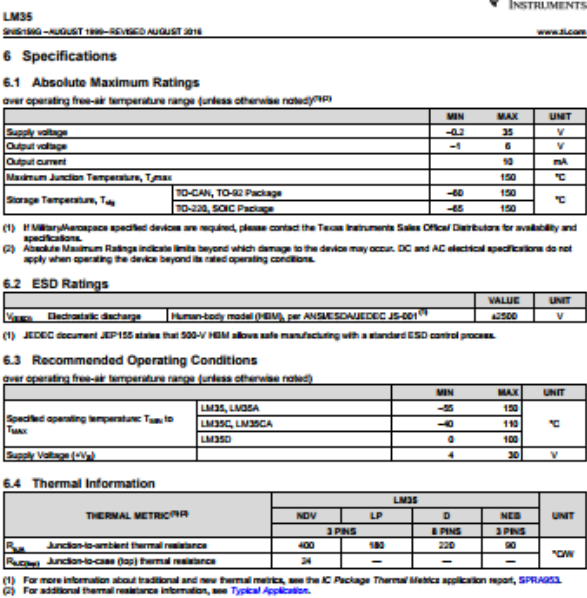 INSTRUMENTS
LM35
SNIS159G –AUGUST 1999–REVISED AUGUST 2016
www.ti.com
6 Specifications
6.1 Absolute Maximum Ratings
over operating free-air temperature range (unless otherwise noted)(1)(2)
MIN MAX UNIT
Supply voltage –0.2 35 V
Output voltage –1 6 V
Output current 10 mA
Maximum Junction Temperature, TJmax 150 °C
Storage Temperature, Tstg TO-CAN, TO-92 Package –60 150 °C
TO-220, SOIC Package –65 150
(1) If Military/Aerospace specified devices are required, please contact the Texas Instruments Sales Office/ Distributors for availability and
specifications.
(2) Absolute Maximum Ratings indicate limits beyond which damage to the device may occur. DC and AC electrical specifications do not
apply when operating the device beyond its rated operating conditions.
6.2 ESD Ratings
VALUE UNIT
V(ESD) Electrostatic discharge Human-body model (HBM), per ANSI/ESDA/JEDEC JS-001(1) ±2500 V
(1) JEDEC document JEP155 states that 500-V HBM allows safe manufacturing with a standard ESD control process.
6.3 Recommended Operating Conditions
over operating free-air temperature range (unless otherwise noted)
MIN MAX UNIT
Specified operating temperature: TMIN to
TMAX
LM35, LM35A –55 150
LM35C, LM35CA –40 110 °C
LM35D 0 100
Supply Voltage (+VS) 4 30 V
6.4 Thermal Information
THERMAL METRIC(1)(2) LM35 UNIT
NDV LP D NEB
3 PINS 8 PINS 3 PINS
RθJA Junction-to-ambient thermal resistance 400 180 220 90 °C/W
RθJC(top) Junction-to-case (top) thermal resistance 24 — — —
(1) For more information about traditional and new thermal metrics, see the IC Package Thermal Metrics application report, SPRA953.
(2) For additional thermal resistance information, see Typical Application.